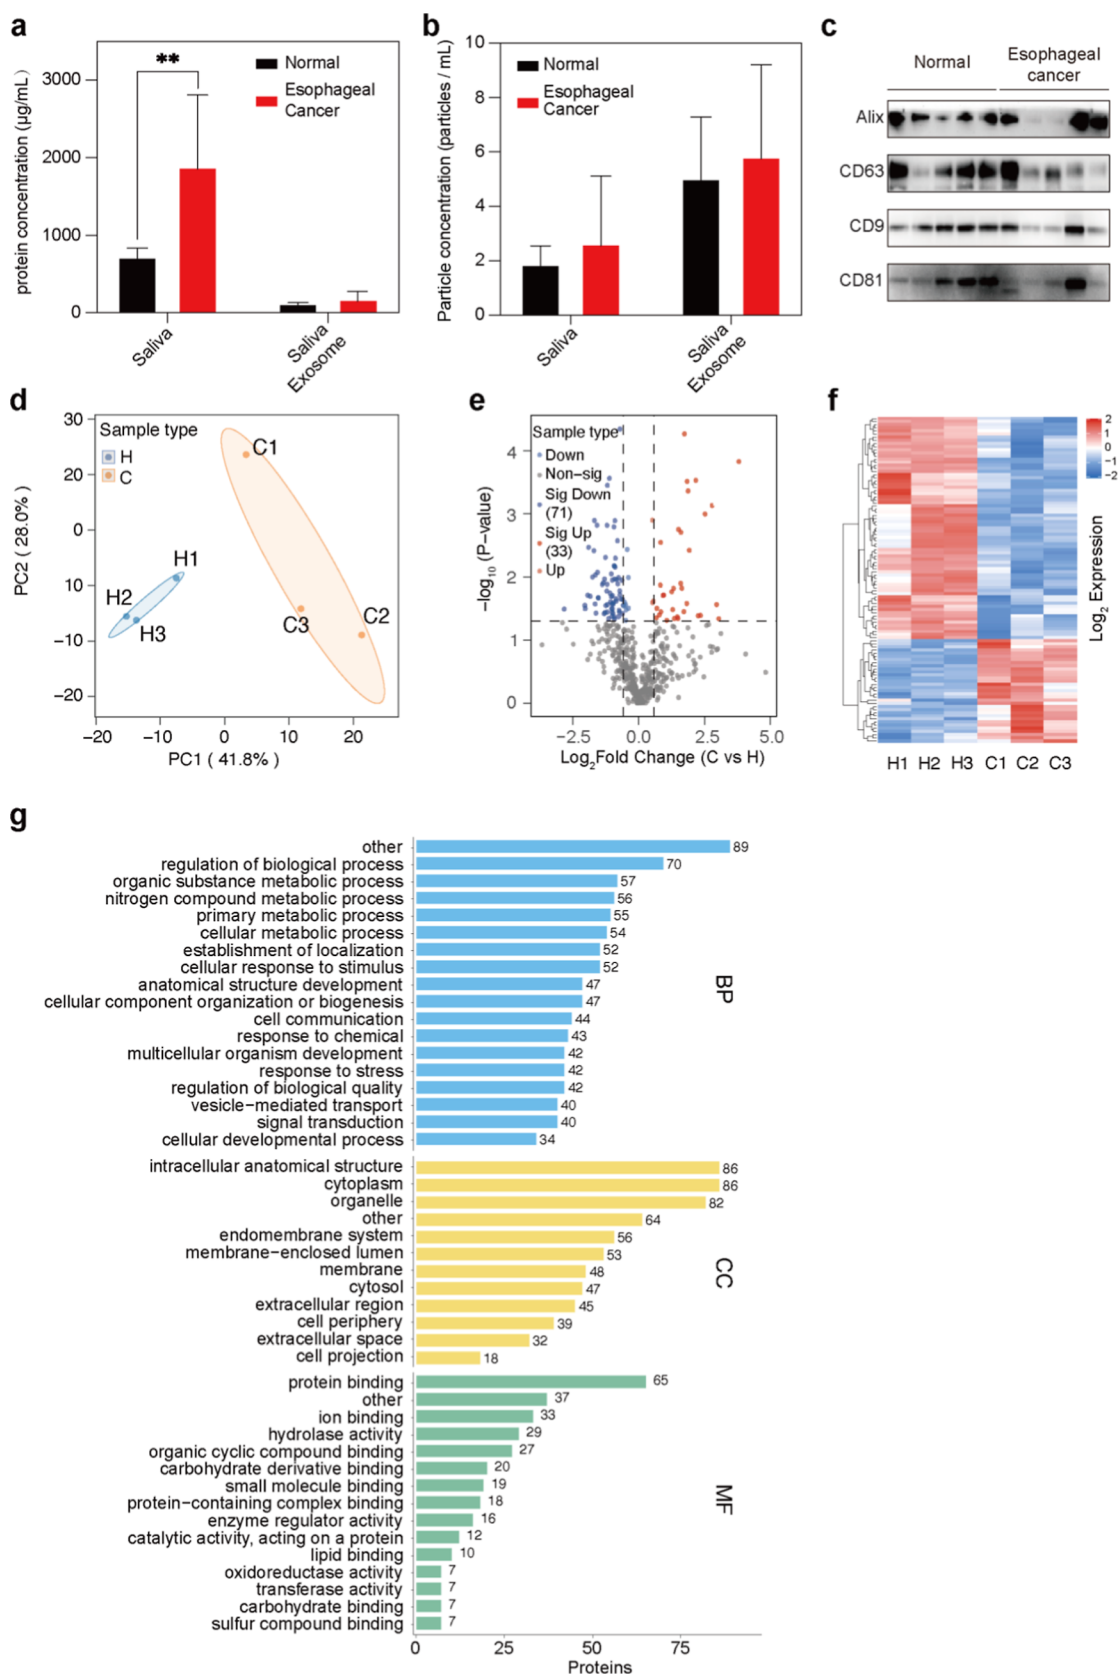 a
protein concentration (μg/mL)
3000
2000
1000
0
**
Normal
Esophageal
Cancer
Saliva
Saliva
Exosome
b
Particle concentration (particles / mL)
10
8
6
4
2
0
Normal
Esophageal
Cancer
Saliva
Saliva
Exosome
c
Normal
Esophageal
cancer
Alix
CD63
CD9
CD81
d
PC2 ( 28.0%)
30
20
0
10
−10
−20
Sample type
H
C
C1
C2
C3
H1
H2
H3
−20
−10
0
10
20
PC1 ( 41.8%)
e
−log10 (P−value)
4
3
2
1
0
Sample type
Down
Non−sig
Sig Down
(71)
Sig Up
(33)
Up
−2.5
0.0
2.5
5.0
Log2Fold Change (C vs H)
f
2
1
0
−1
−2
Log2 Expression
H1 H2 H3 C1 C2 C3
g
other 89
regulation of biological process 70
organic substance metabolic process 57
nitrogen compound metabolic process 56
primary metabolic process 55
cellular metabolic process 54
establishment of localization 52
cellular response to stimulus 52
anatomical structure development 47
cellular component organization or biogenesis 47
cell communication 44
response to chemical 43
multicellular organism development 42
response to stress 42
regulation of biological quality 42
vesicle−mediated transport 40
signal transduction 40
cellular developmental process 34
BP
intracellular anatomical structure 86
cytoplasm 86
organelle 82
other 64
endomembrane system 56
membrane−enclosed lumen 53
membrane 48
cytosol 47
extracellular region 45
cell periphery 39
extracellular space 32
cell projection 18
CC
protein binding 65
other 37
ion binding 33
hydrolase activity 29
organic cyclic compound binding 27
carbohydrate derivative binding 20
small molecule binding 19
protein−containing complex binding 18
enzyme regulator activity 16
catalytic activity, acting on a protein 12
lipid binding 10
oxidoreductase activity 7
transferase activity 7
carbohydrate binding 7
sulfur compound binding 7
MF
0 25 50 75
Proteins